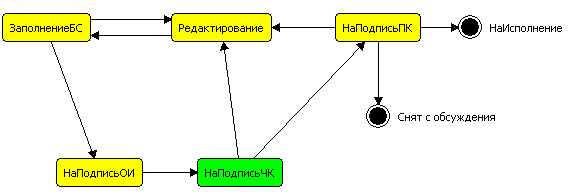 ЗаполнениеБС
Редактирование
НаПодписьПК
НаИсполнение
Снят с обсуждения
НаПодписьОИ
НаПодписьЧК